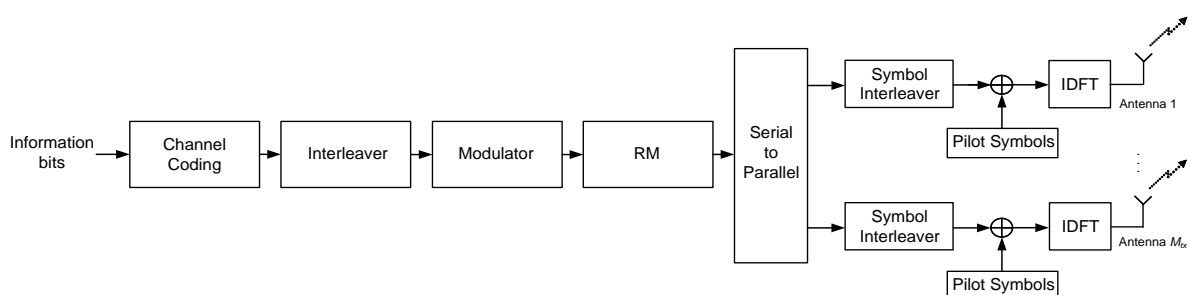 Information
bits
Channel
Coding
Interleaver
Modulator
RM
Serial
to
Parallel
Symbol
Interleaver
Pilot Symbols
IDFT
Antenna 1
Symbol
Interleaver
Pilot Symbols
IDFT
Antenna Mtx